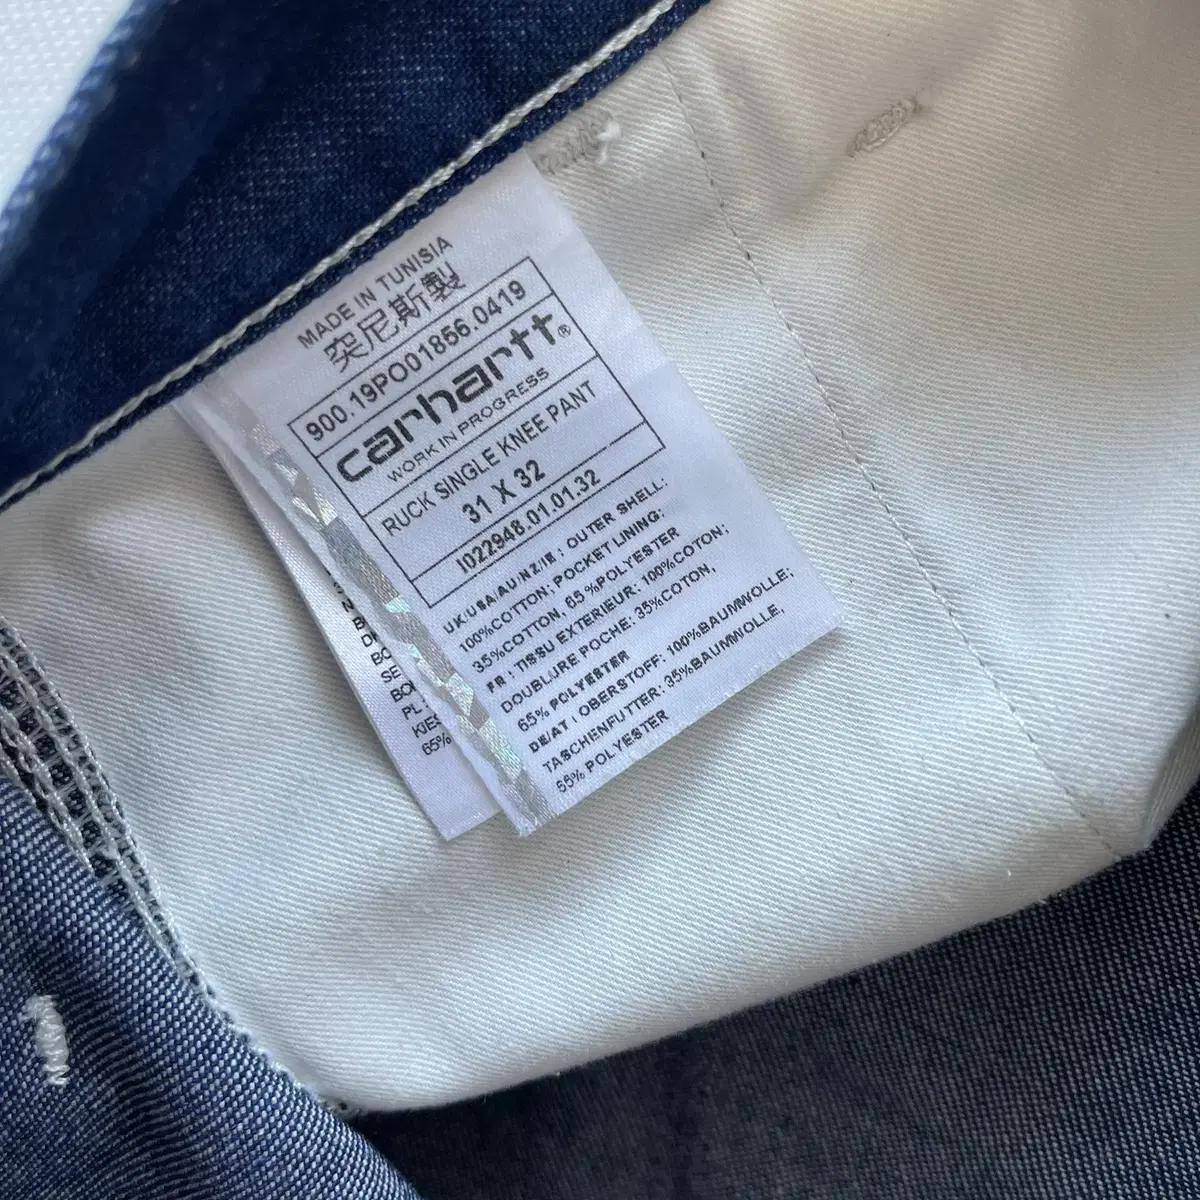 MADE IN TUNISIA
突尼斯製
900.19PO01856.0419
carhartt®
WORK IN PROGRESS
RUCK SINGLE KNEE PANT
31 X 32
I022948.01.01.32
UK/USA/AU/NZ/IE : OUTER SHELL:
100%COTTON; POCKET LINING:
35%COTTON, 65%POLYESTER
FR : TISSU EXTERIEUR: 100%COTON;
DOUBLURE POCHE: 35%COTON,
65% POLYESTER
DE/AT : OBERSTOFF: 100%BAUMWOLLE;
TASCHENFUTTER: 35%BAUMWOLLE,
65% POLYESTER
SE
PL
65%